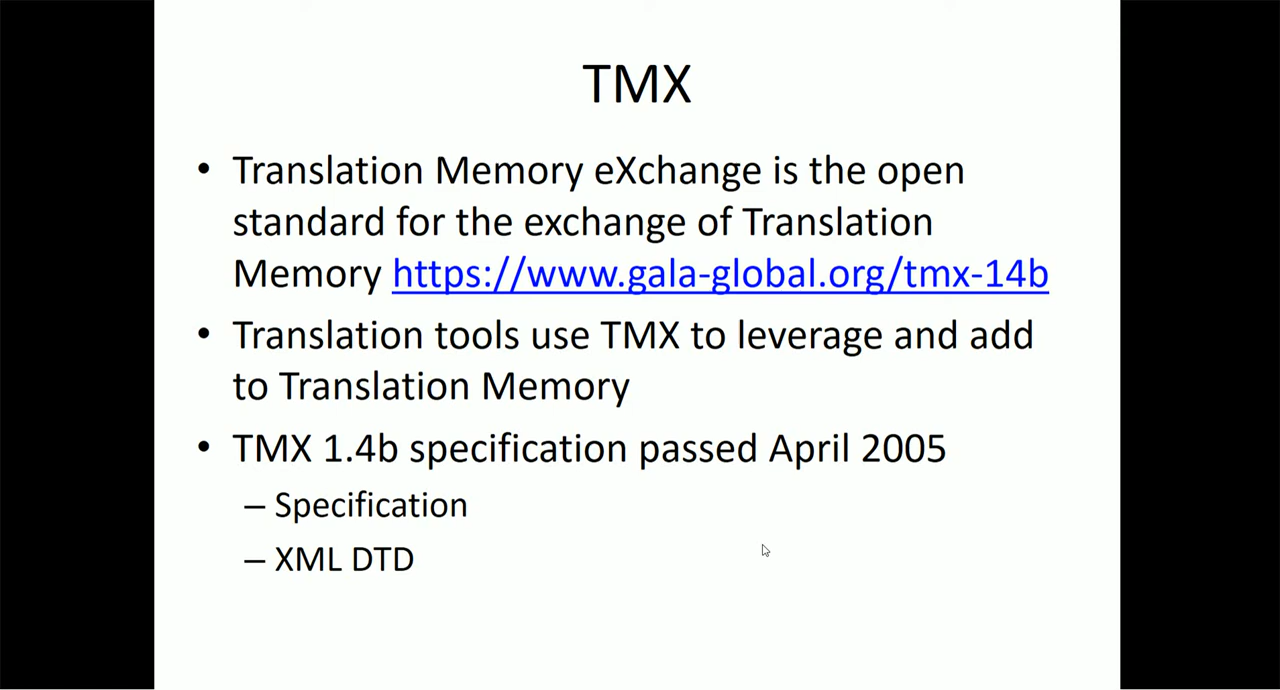 TMX
• Translation Memory eXchange is the open
standard for the exchange of Translation
Memory https://www.gala-global.org/tmx-14b
• Translation tools use TMX to leverage and add
to Translation Memory
• TMX 1.4b specification passed April 2005
– Specification
– XML DTD